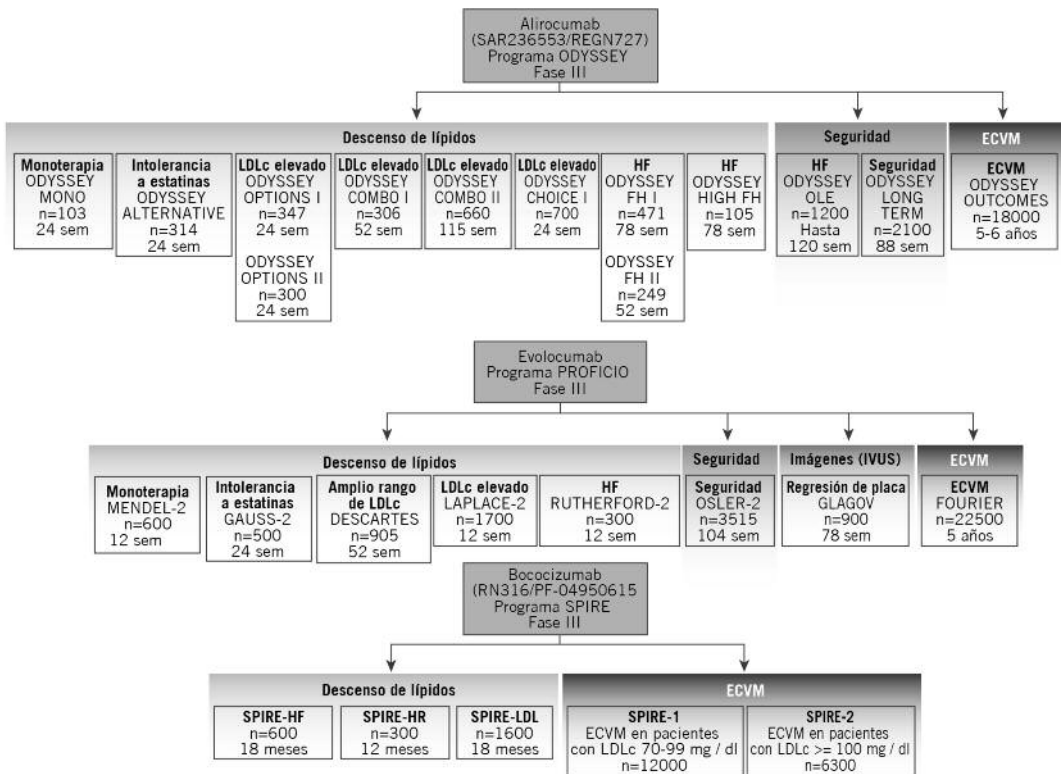 Alirocumab
(SAR236553/REGN727)
Programa ODYSSEY
Fase III
Descenso de lípidos
Monoterapia
ODYSSEY
MONO
n=103
24 sem
Intolerancia
a estatinas
ODYSSEY
ALTERNATIVE
n=314
24 sem
LDLc elevado
ODYSSEY
OPTIONS I
n=347
24 sem
ODYSSEY
OPTIONS II
n=300
24 sem
LDLc elevado
ODYSSEY
COMBO I
n=306
52 sem
LDLc elevado
ODYSSEY
COMBO II
n=660
115 sem
LDLc elevado
ODYSSEY
CHOICE I
n=700
24 sem
HF
ODYSSEY
FH I
n=471
78 sem
ODYSSEY
FH II
n=249
52 sem
HF
ODYSSEY
HIGH FH
n=105
78 sem
Seguridad
HF
ODYSSEY
OLE
n=1200
Hasta
120 sem
Seguridad
ODYSSEY
LONG
TERM
n=2100
88 sem
ECVM
ECVM
ODYSSEY
OUTCOMES
n=18000
5-6 años
Evolocumab
Programa PROFICIO
Fase III
Descenso de lípidos
Monoterapia
MENDEL-2
n=600
12 sem
Intolerancia
a estatinas
GAUSS-2
n=500
24 sem
Amplio rango
de LDLc
DESCARTES
n=905
52 sem
LDLc elevado
LAPLACE-2
n=1700
12 sem
HF
RUTHERFORD-2
n=300
12 sem
Seguridad
Seguridad
OSLER-2
n=3515
104 sem
Imágenes (IVUS)
Regresión de placa
GLAGOV
n=900
78 sem
ECVM
ECVM
FOURIER
n=22500
5 años
Bococizumab
(RN316/PF-04950615
Programa SPIRE
Fase III
Descenso de lípidos
SPIRE-HF
n=600
18 meses
SPIRE-HR
n=300
12 meses
SPIRE-LDL
n=1600
18 meses
ECVM
SPIRE-1
ECVM en pacientes
con LDLc 70-99 mg / dl
n=12000
SPIRE-2
ECVM en pacientes
con LDLc >= 100 mg / dl
n=6300